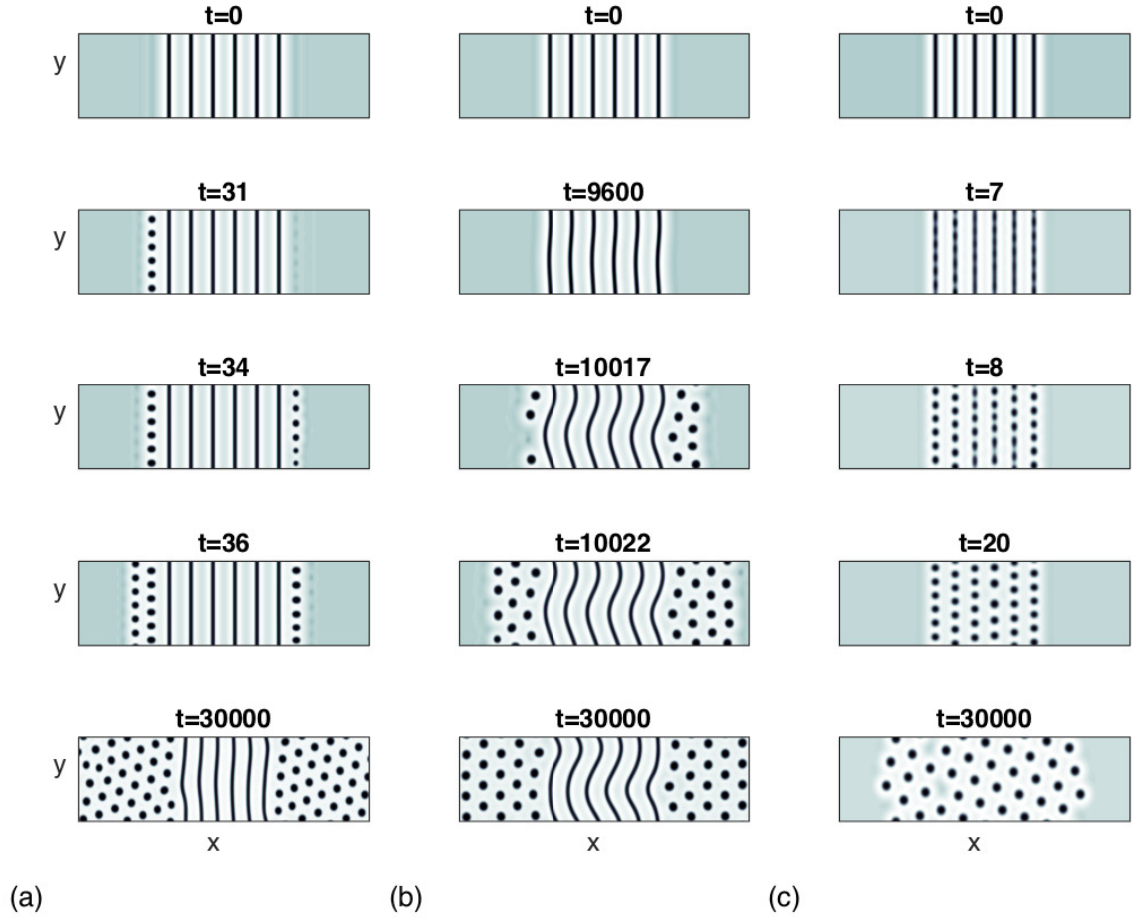 t=0 t=0 t=0
y
t=31 t=9600 t=7
y
t=34 t=10017 t=8
y
t=36 t=10022 t=20
y
t=30000 t=30000 t=30000
y
x x x
(a) (b) (c)